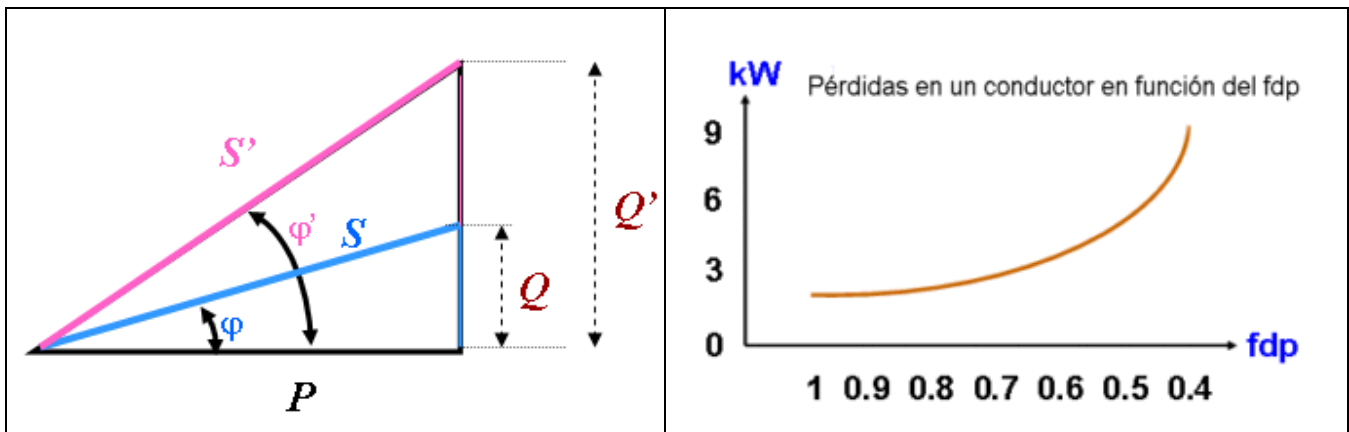 S’
φ’
S
Q’
Q
φ
P
kW
Pérdidas en un conductor en función del fdp
9
6
3
0
fdp
1 0.9 0.8 0.7 0.6 0.5 0.4